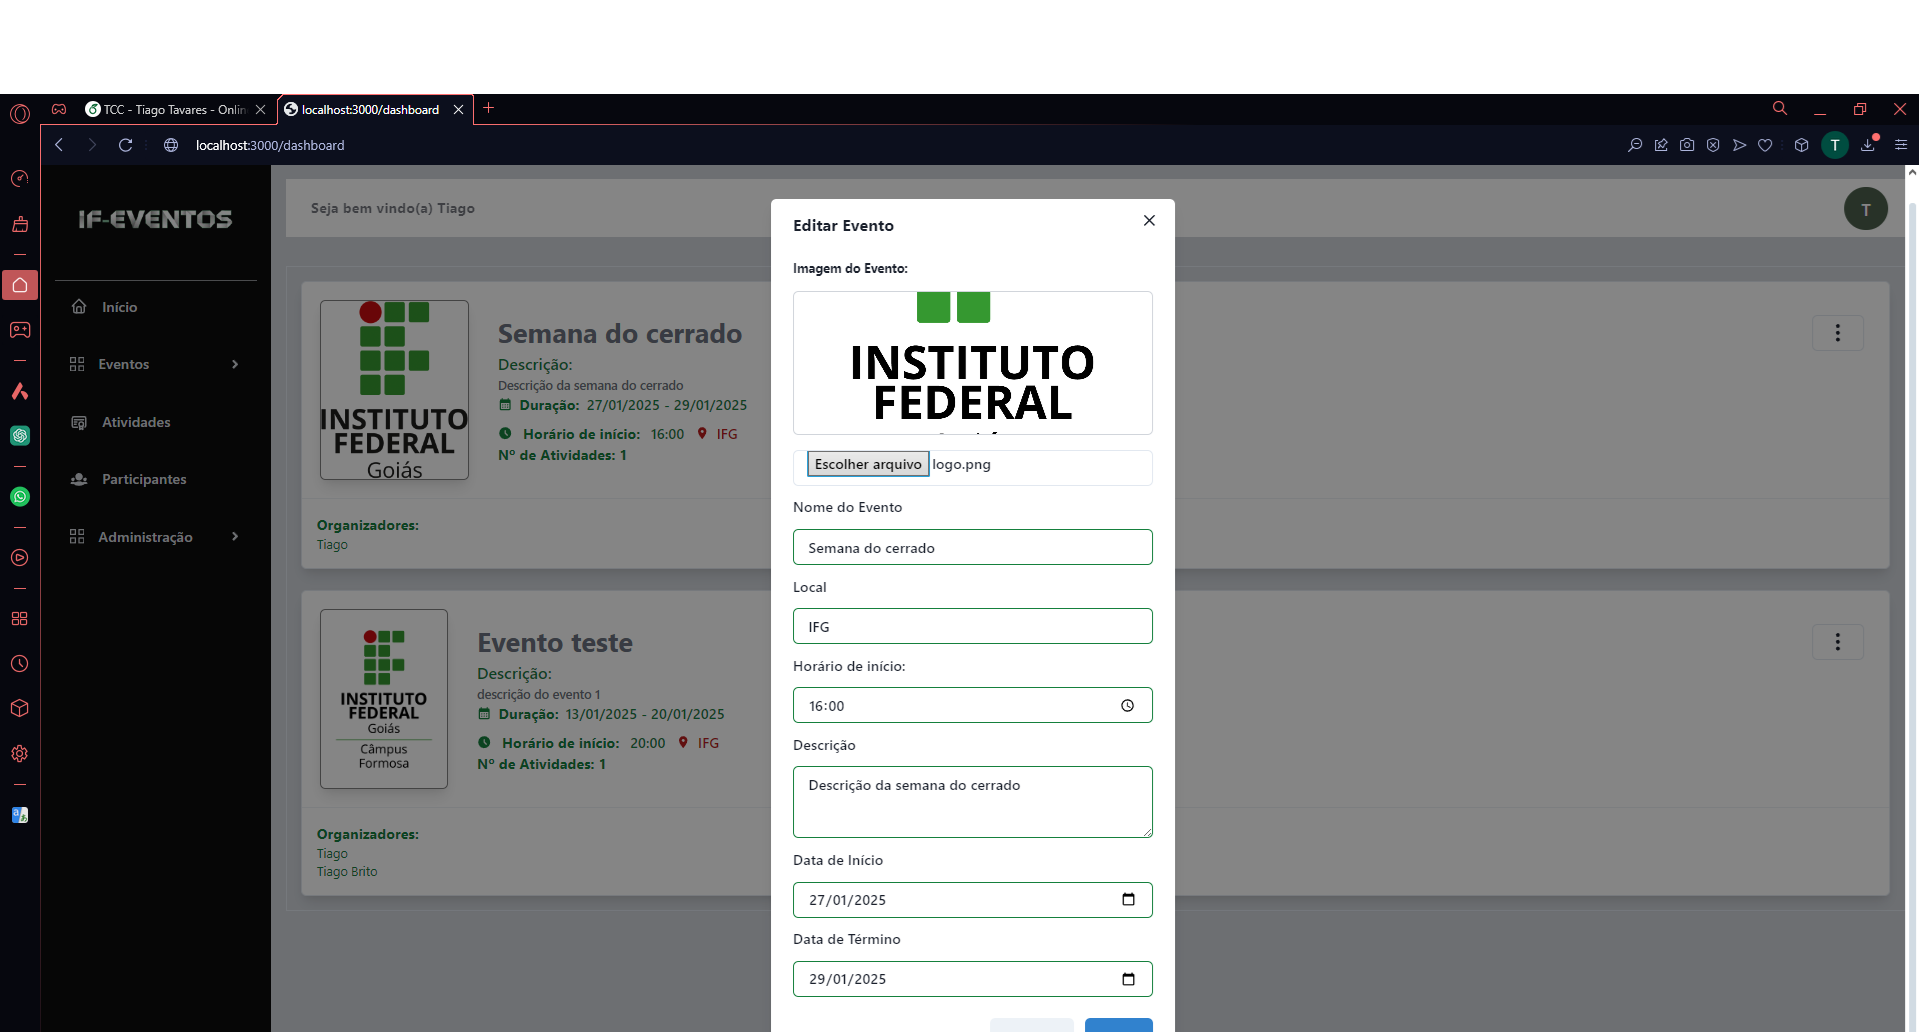 TCC - Tiago Tavares - Onlin
localhost:3000/dashboard
localhost:3000/dashboard
T
IF-EVENTOS
Início
Eventos
Atividades
Participantes
Administração
Seja bem vindo(a) Tiago
T
INSTITUTO
FEDERAL
Goiás
Semana do cerrado
Descrição:
Descrição da semana do cerrado
Duração: 27/01/2025 - 29/01/2025
Horário de início: 16:00 IFG
Nº de Atividades: 1
Organizadores:
Tiago
INSTITUTO
FEDERAL
Goiás
Câmpus
Formosa
Evento teste
Descrição:
descrição do evento 1
Duração: 13/01/2025 - 20/01/2025
Horário de início: 20:00 IFG
Nº de Atividades: 1
Organizadores:
Tiago
Tiago Brito
Editar Evento
Imagem do Evento:
INSTITUTO
FEDERAL
Escolher arquivo logo.png
Nome do Evento
Semana do cerrado
Local
IFG
Horário de início:
16:00
Descrição
Descrição da semana do cerrado
Data de Início
27/01/2025
Data de Término
29/01/2025